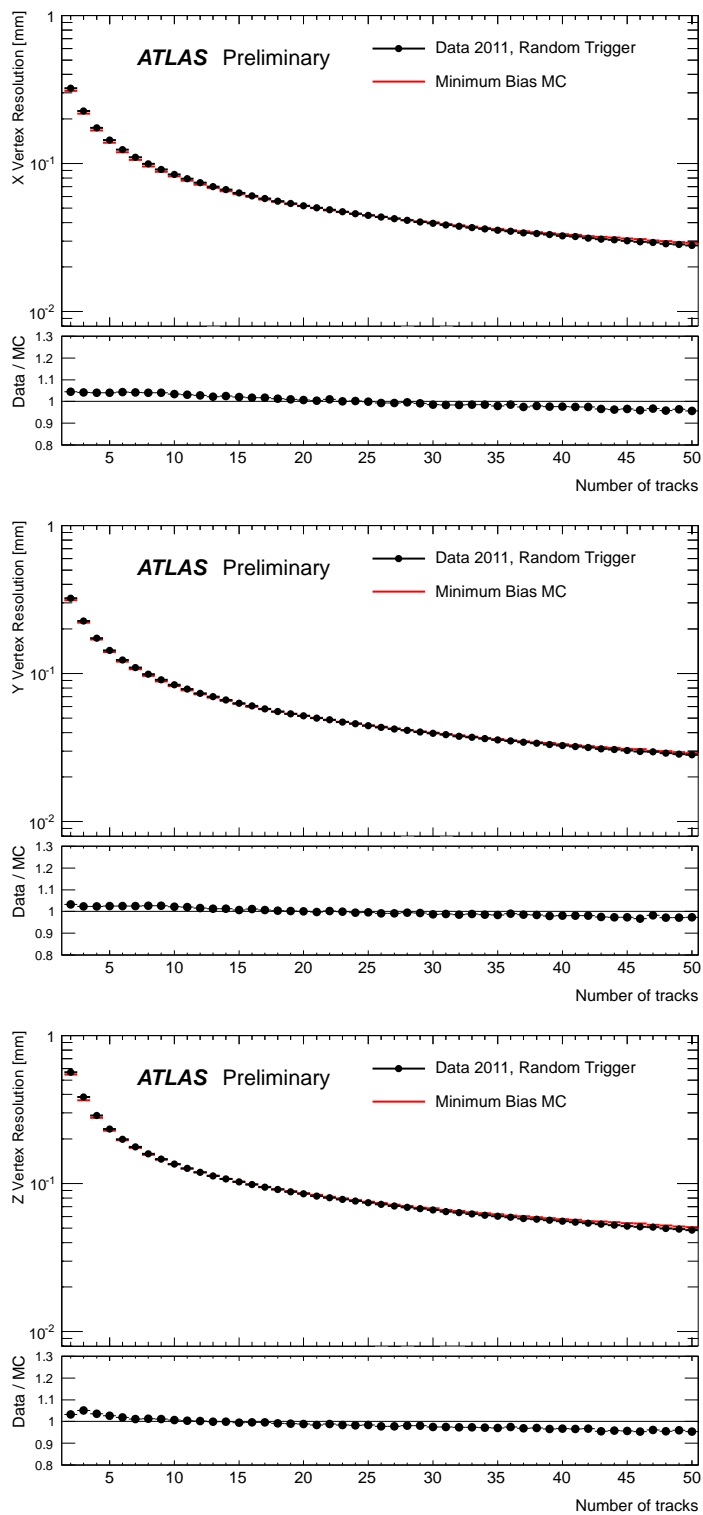 X Vertex Resolution [mm]
1
10-1
10-2
ATLAS Preliminary
Data 2011, Random Trigger
Minimum Bias MC
Data / MC
1.3
1.2
1.1
1
0.9
0.8
5 10 15 20 25 30 35 40 45 50
Number of tracks
Y Vertex Resolution [mm]
1
10-1
10-2
ATLAS Preliminary
Data 2011, Random Trigger
Minimum Bias MC
Data / MC
1.3
1.2
1.1
1
0.9
0.8
5 10 15 20 25 30 35 40 45 50
Number of tracks
Z Vertex Resolution [mm]
1
10-1
10-2
ATLAS Preliminary
Data 2011, Random Trigger
Minimum Bias MC
Data / MC
1.3
1.2
1.1
1
0.9
0.8
5 10 15 20 25 30 35 40 45 50
Number of tracks